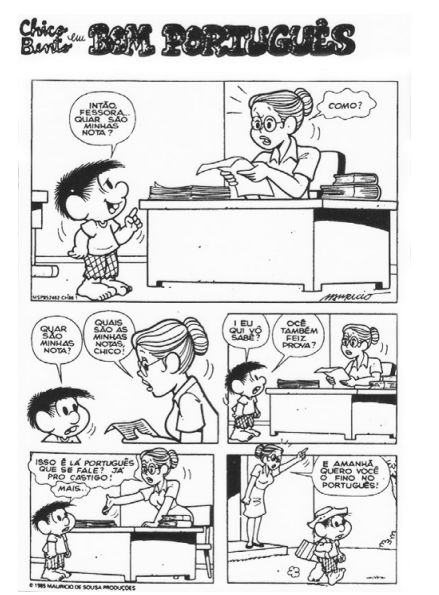 Chico
Bento em BOM PORTUGUÊS
INTÃO,
FESSORA...
QUAR SÃO
MINHAS
NOTA?
COMO?
MSP852462 CHBB
MAURICIO
QUAR
SÃO
MINHAS
NOTA?
QUAIS
SÃO AS
MINHAS
NOTAS,
CHICO!
I EU
QUI VÔ
SABÊ?
OCÊ
TAMBÉM
FEIZ
PROVA?
ISSO É LÁ PORTUGUÊS
QUE SE FALE? JÁ
PRO CASTIGO!
MAIS...
E AMANHÃ
QUERO VOCÊ
O FINO NO
PORTUGUÊS!
© 1985 MAURICIO DE SOUSA PRODUÇÕES